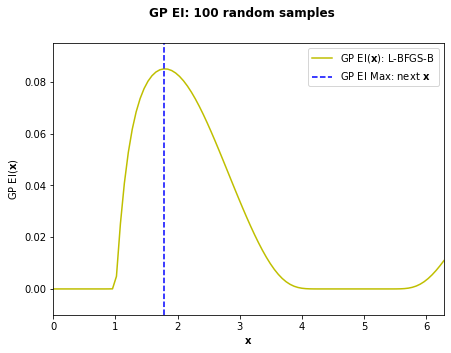 GP EI: 100 random samples
GP EI(x): L-BFGS-B
GP EI Max: next x
GP EI(x)
0.08
0.06
0.04
0.02
0.00
0 1 2 3 4 5 6
x